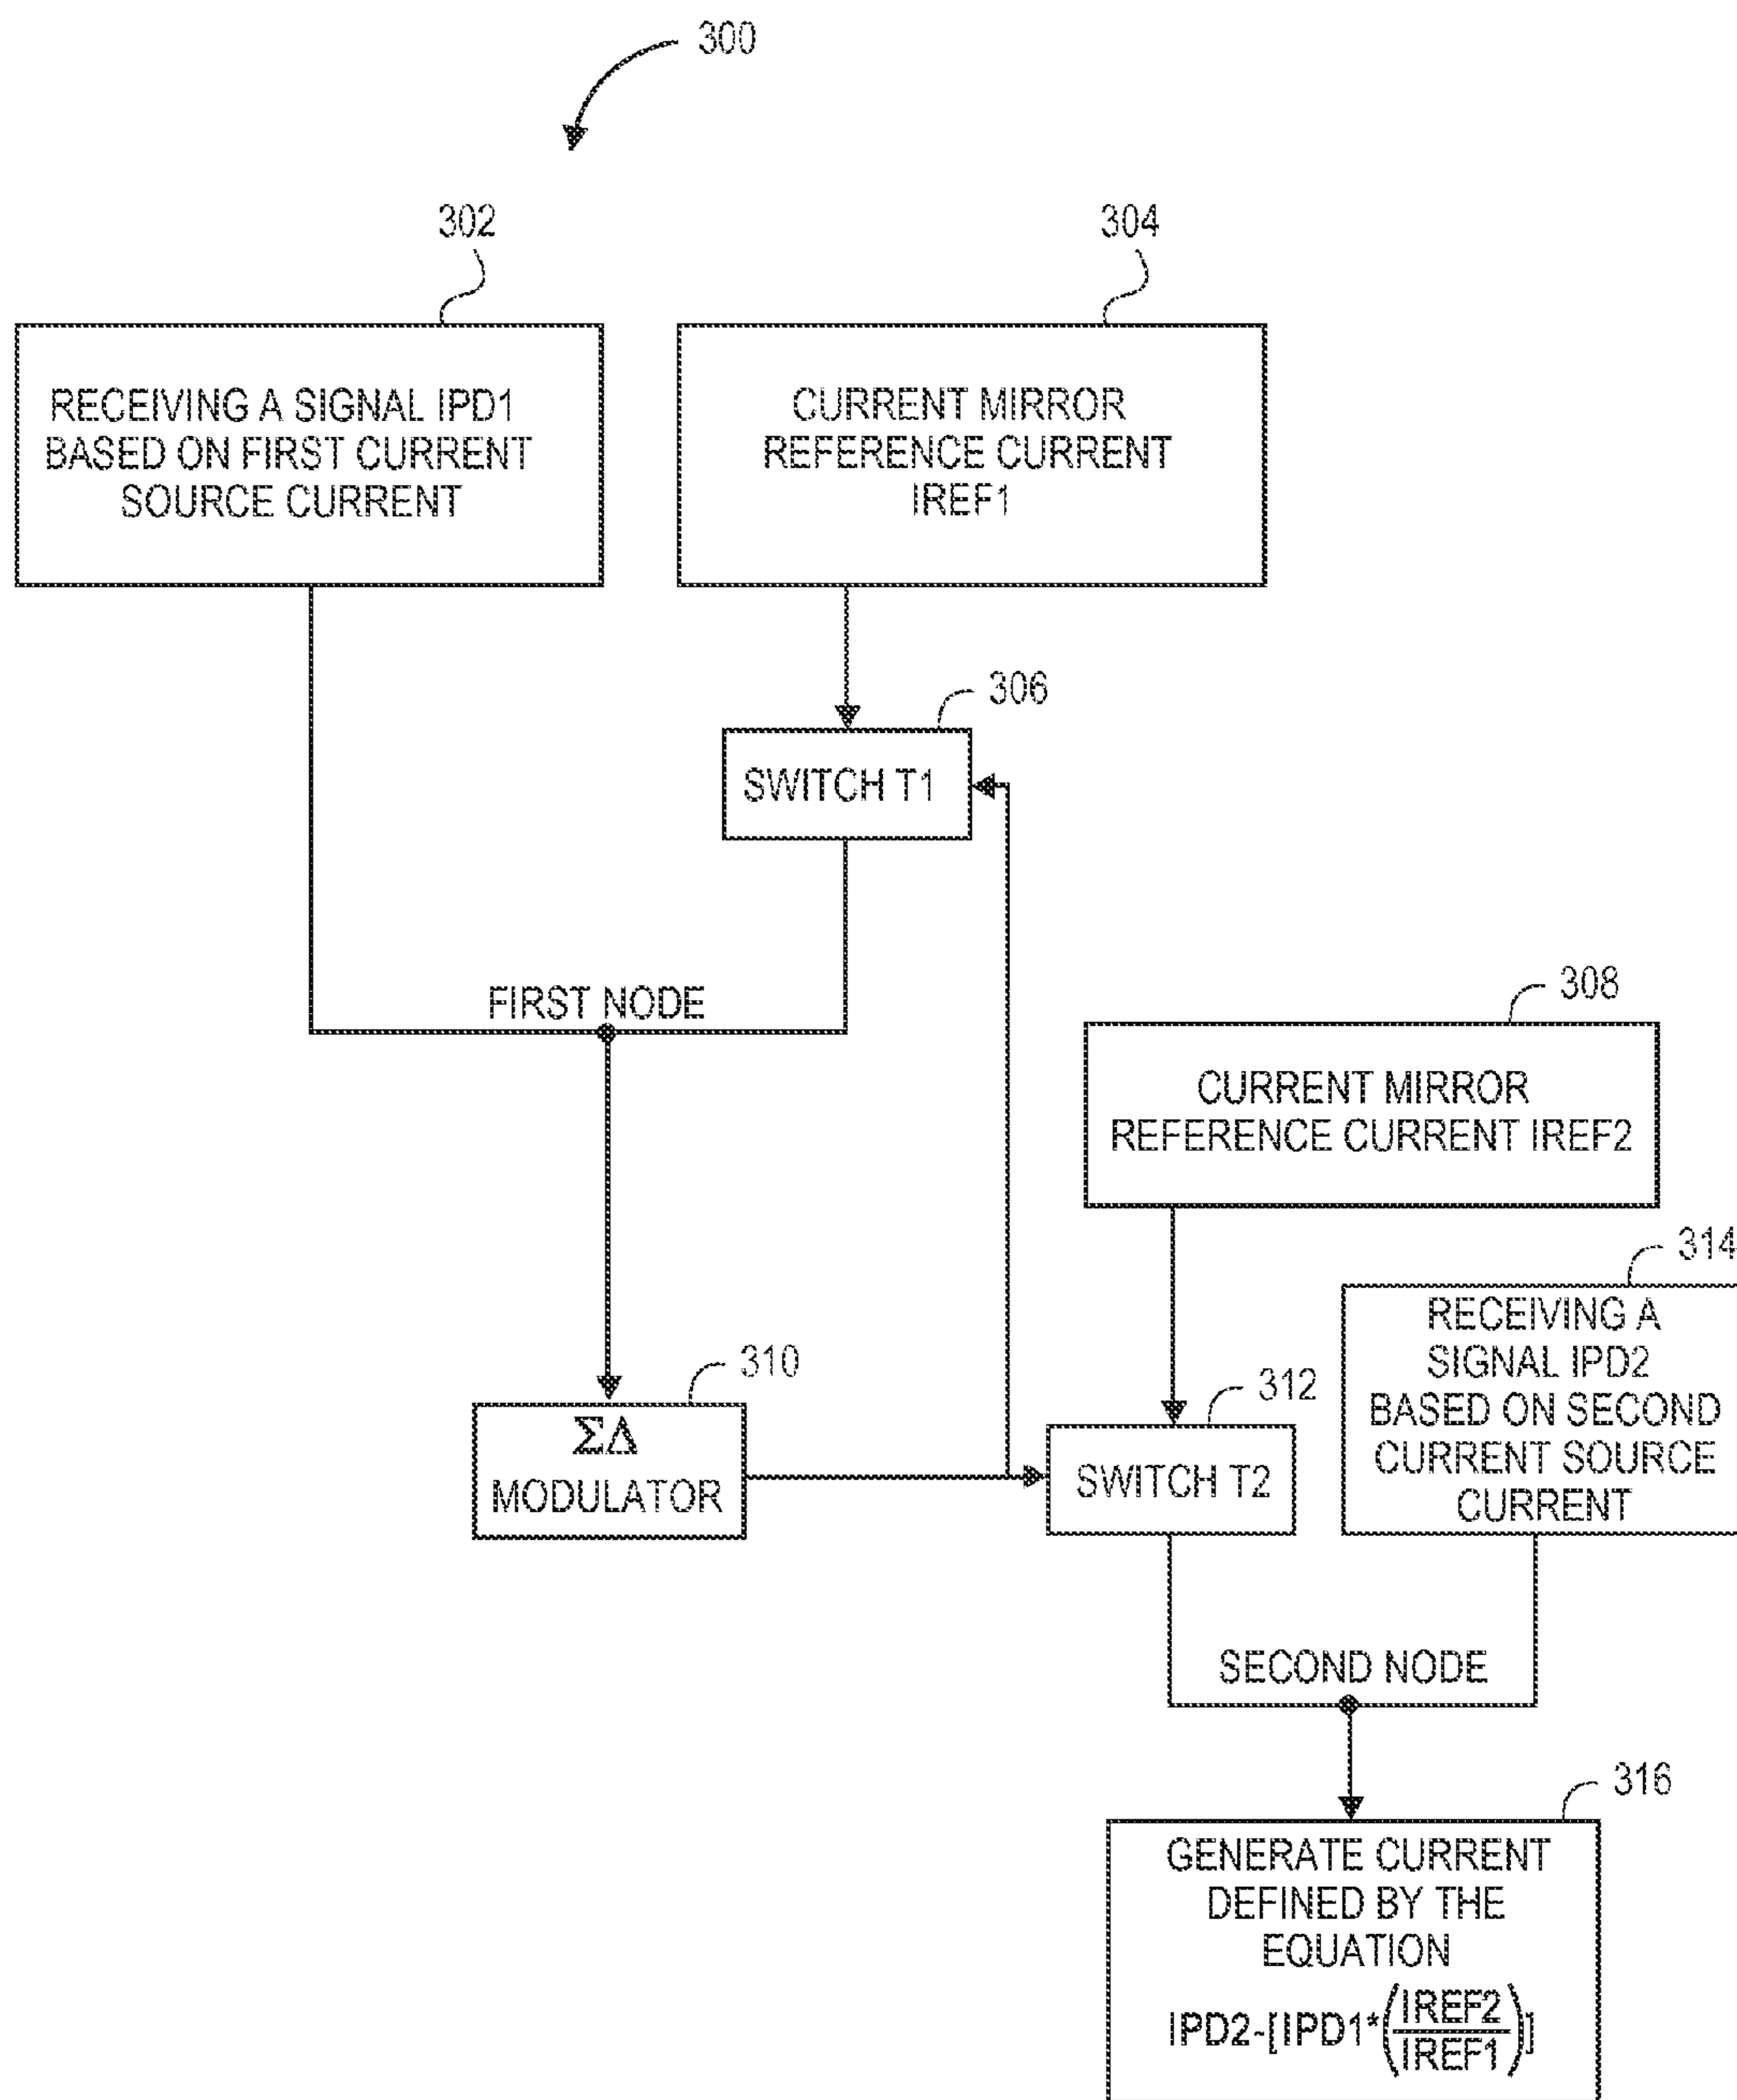 300
302
304
RECEIVING A SIGNAL IPD1
BASED ON FIRST CURRENT
SOURCE CURRENT
CURRENT MIRROR
REFERENCE CURRENT
IREF1
306
SWITCH T1
FIRST NODE
308
CURRENT MIRROR
REFERENCE CURRENT IREF2
314
RECEIVING A
SIGNAL IPD2
BASED ON SECOND
CURRENT SOURCE
CURRENT
310
ΣΔ
MODULATOR
312
SWITCH T2
SECOND NODE
316
GENERATE CURRENT
DEFINED BY THE
EQUATION
IPD2-[IPD1*(IREF2/IREF1)]